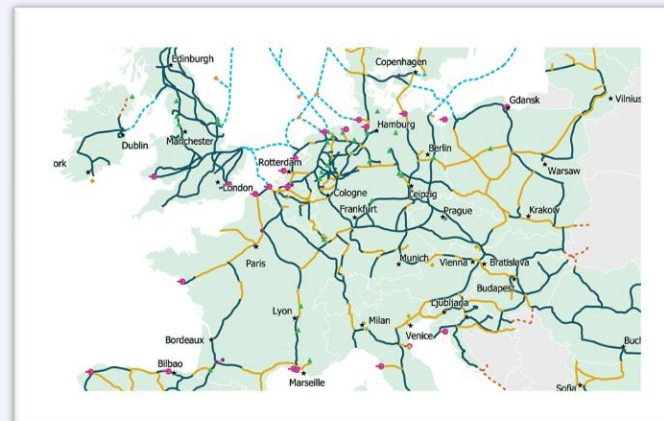 Edinburgh
Copenhagen
Vilnius
Gdansk
Dublin
Manchester
Hamburg
ork
Rotterdam
Berlin
Warsaw
London
Cologne
Leipzig
Frankfurt
Prague
Krakow
Paris
Munich
Vienna
Bratislava
Budapest
Lyon
Ljubljana
Milan
Venice
Bordeaux
Bucl
Bilbao
Marseille
Sofia